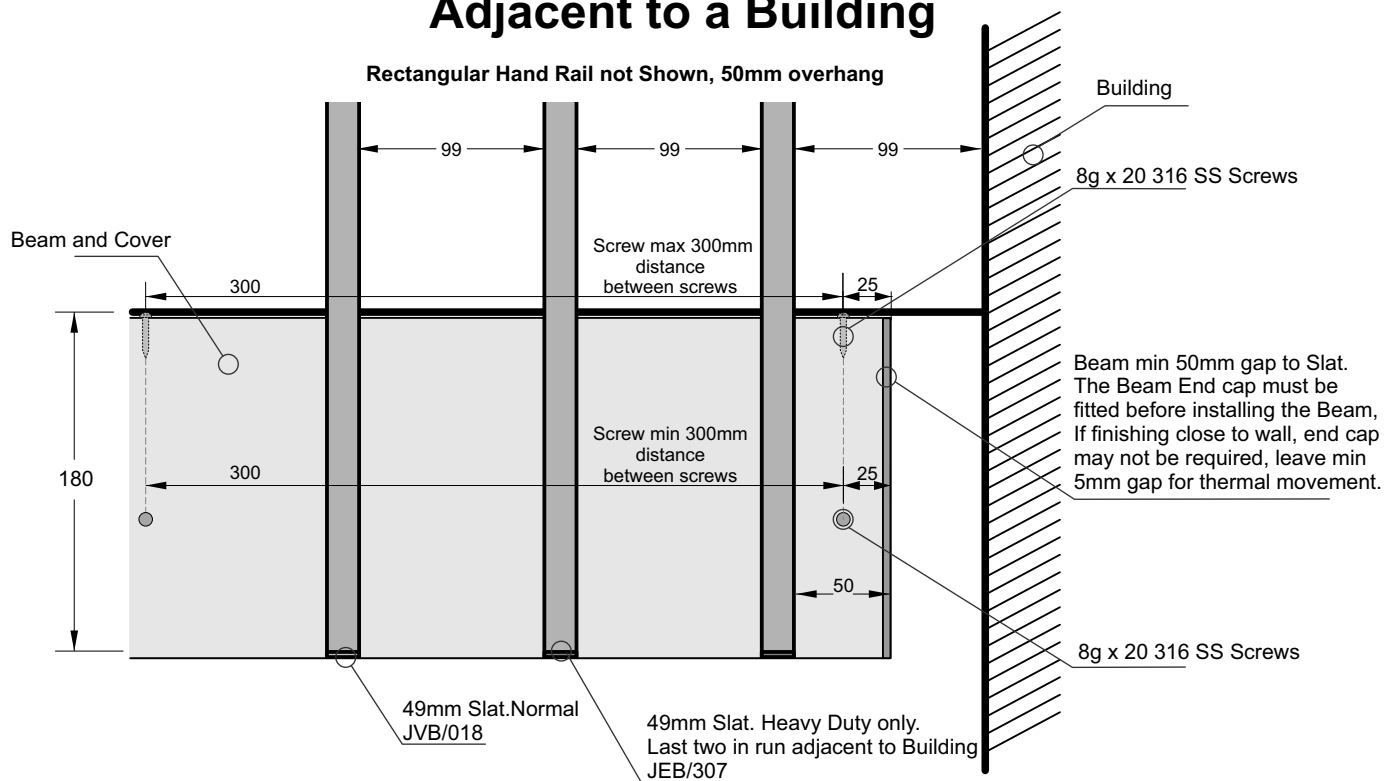 Adjacent to a Building
Rectangular Hand Rail not Shown, 50mm overhang
Building
99
99
99
8g x 20 316 SS Screws
Beam and Cover
Screw max 300mm
distance
between screws
300
25
Beam min 50mm gap to Slat.
The Beam End cap must be
fitted before installing the Beam,
If finishing close to wall, end cap
may not be required, leave min
5mm gap for thermal movement.
Screw min 300mm
distance
between screws
300
25
180
50
8g x 20 316 SS Screws
49mm Slat.Normal
JVB/018
49mm Slat. Heavy Duty only.
Last two in run adjacent to Building
JEB/307